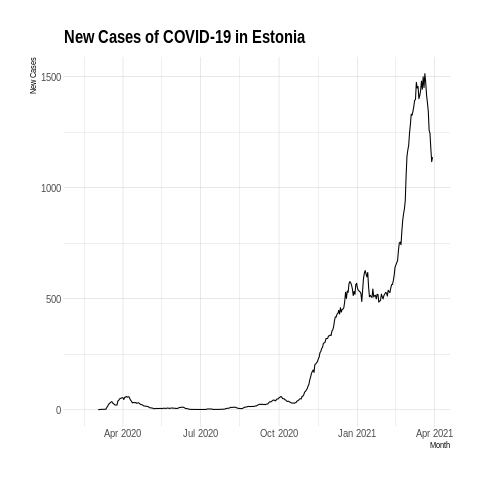 New Cases of COVID-19 in Estonia
New Cases
1500
1000
500
0
Apr 2020
Jul 2020
Oct 2020
Jan 2021
Apr 2021
Month